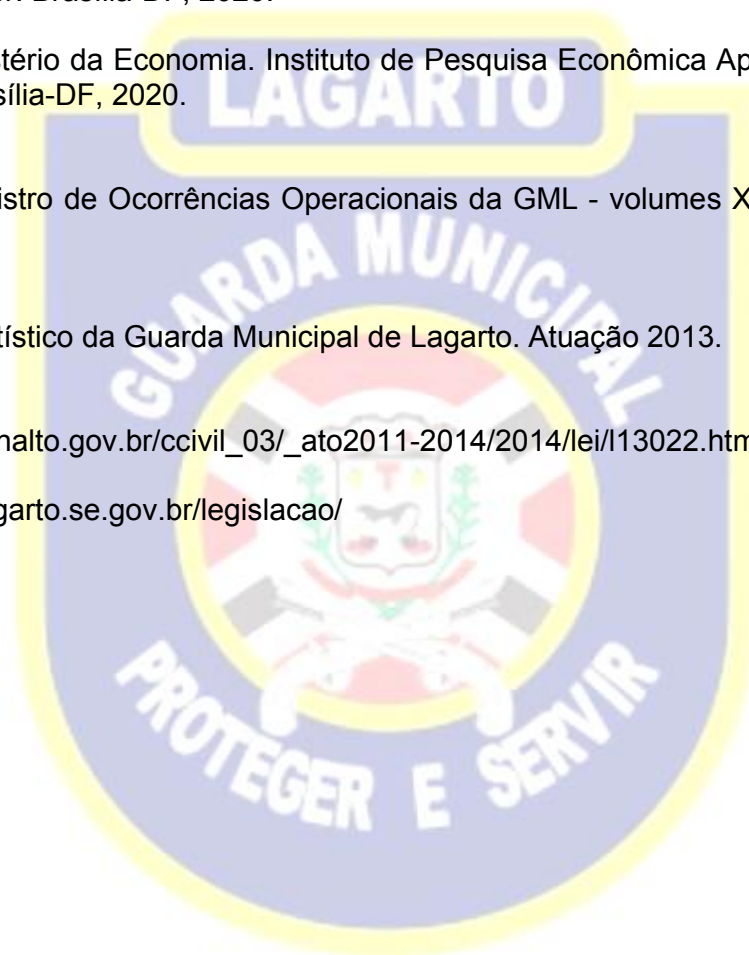 Brasília-DF, 2020.
stério da Economia. Instituto de Pesquisa Econômica Ap
sília-DF, 2020.
LAGARTO
istro de Ocorrências Operacionais da GML - volumes X
GUARDA MUNICIPAL
tístico da Guarda Municipal de Lagarto. Atuação 2013.
nalto.gov.br/ccivil_03/_ato2011-2014/2014/lei/l13022.htm
garto.se.gov.br/legislacao/
PROTEGER E SERVIR